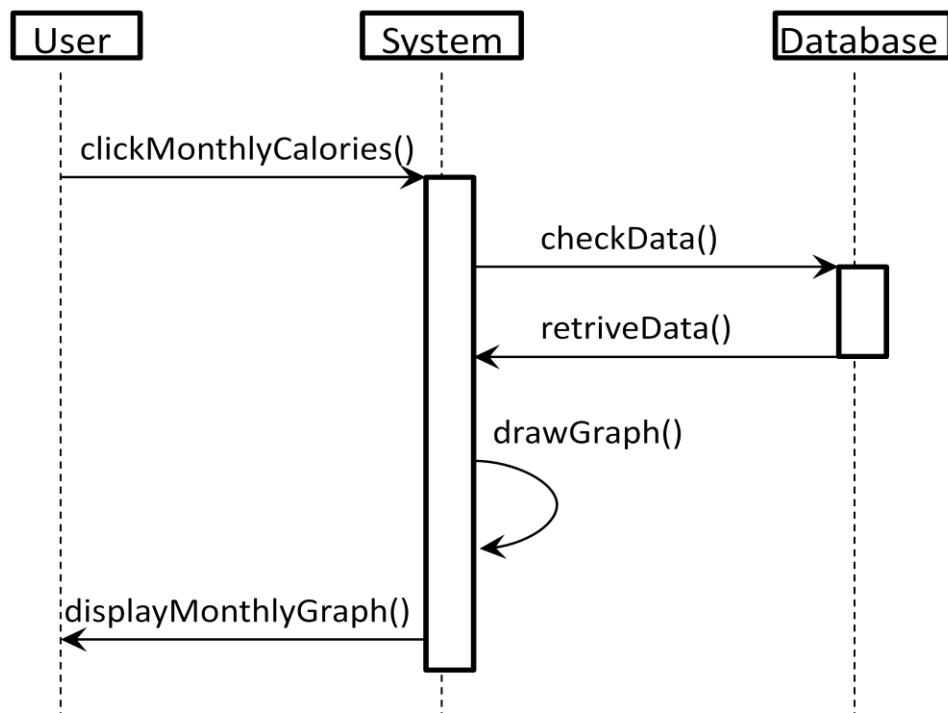 User
System
Database
clickMonthlyCalories()
checkData()
retriveData()
drawGraph()
displayMonthlyGraph()